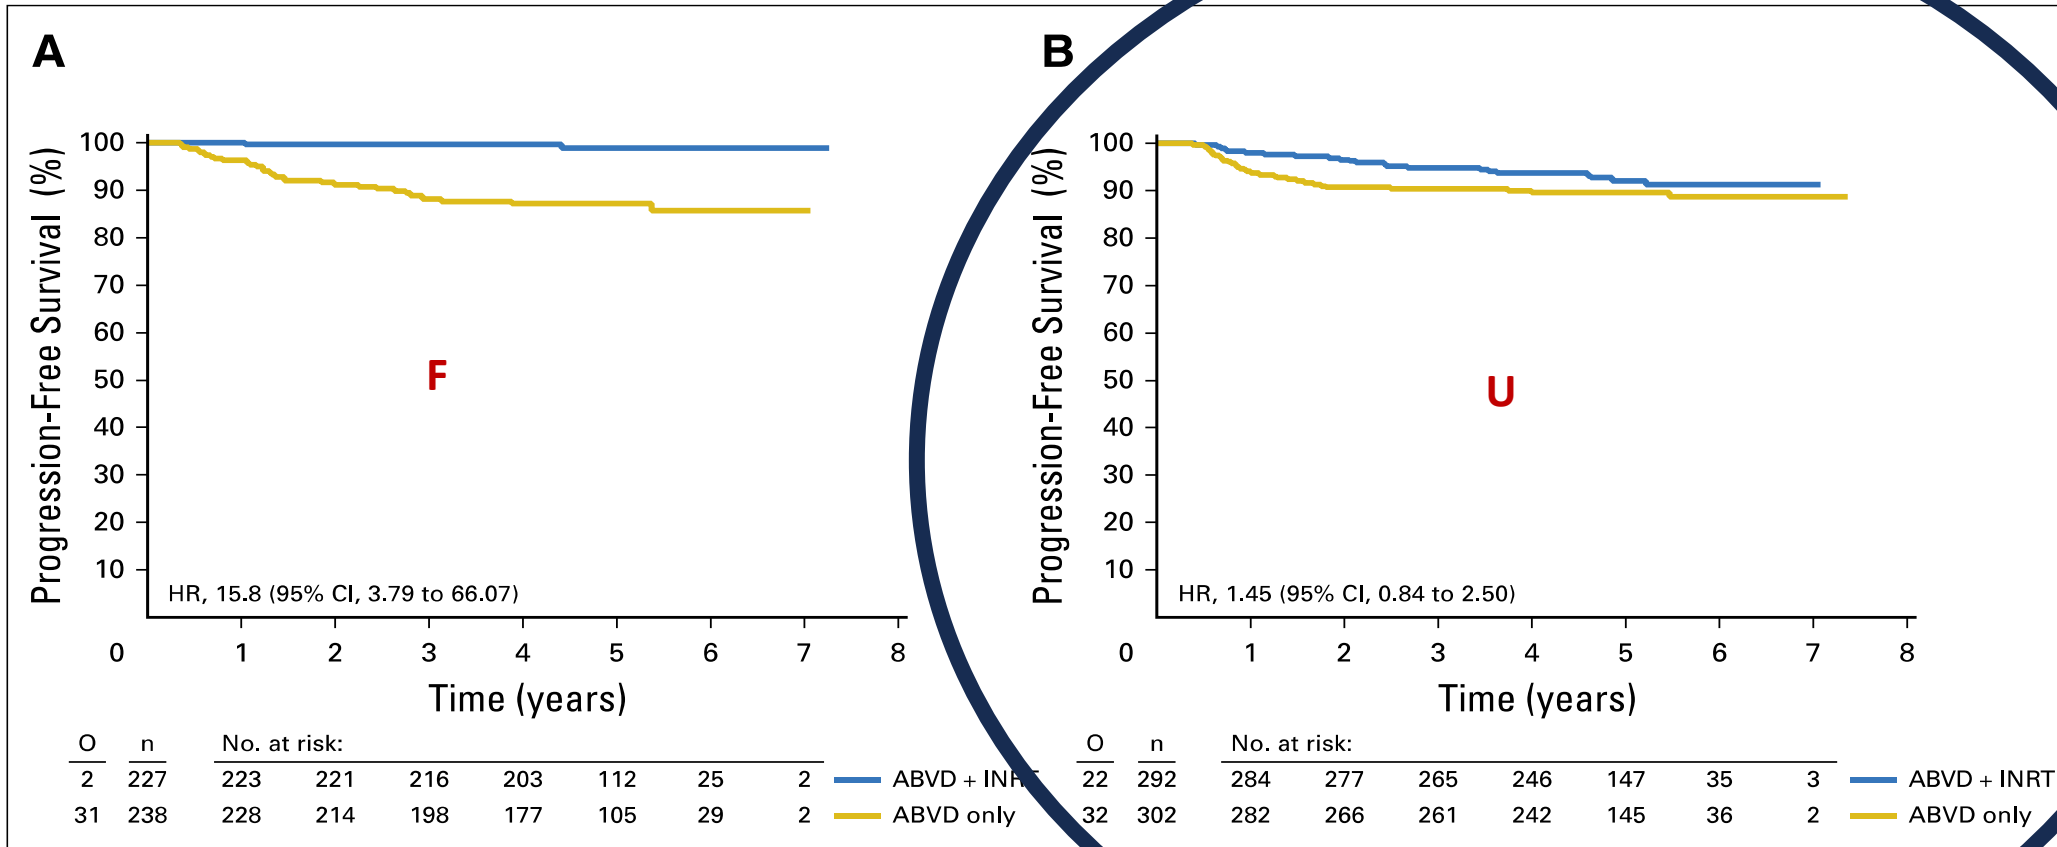 A
Progression-Free Survival (%)
100
90
80
70
60
50
40
30
20
10
F
HR, 15.8 (95% CI, 3.79 to 66.07)
0 1 2 3 4 5 6 7 8
Time (years)
O n No. at risk:
2 227 223 221 216 203 112 25 2 ABVD + INRT
31 238 228 214 198 177 105 29 2 ABVD only
B
Progression-Free Survival (%)
100
90
80
70
60
50
40
30
20
10
U
HR, 1.45 (95% CI, 0.84 to 2.50)
0 1 2 3 4 5 6 7 8
Time (years)
O n No. at risk:
22 292 284 277 265 246 147 35 3 ABVD + INRT
32 302 282 266 261 242 145 36 2 ABVD only